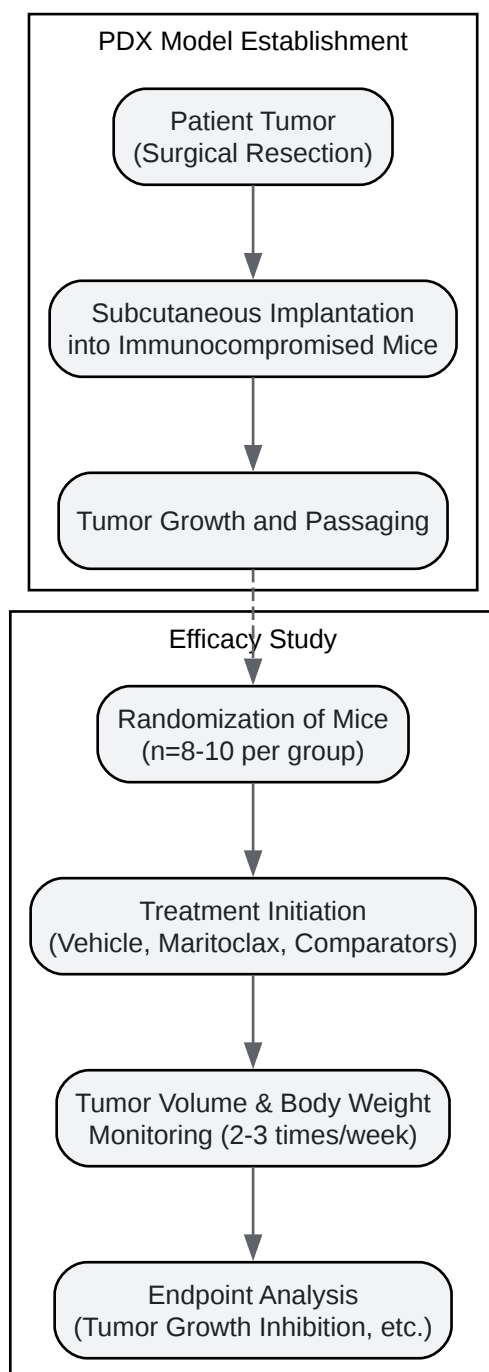 PDX Model Establishment
Patient Tumor
(Surgical Resection)
Subcutaneous Implantation
into Immunocompromised Mice
Tumor Growth and Passaging
Efficacy Study
Randomization of Mice
(n=8-10 per group)
Treatment Initiation
(Vehicle, Maritoclax, Comparators)
Tumor Volume & Body Weight
Monitoring (2-3 times/week)
Endpoint Analysis
(Tumor Growth Inhibition, etc.)